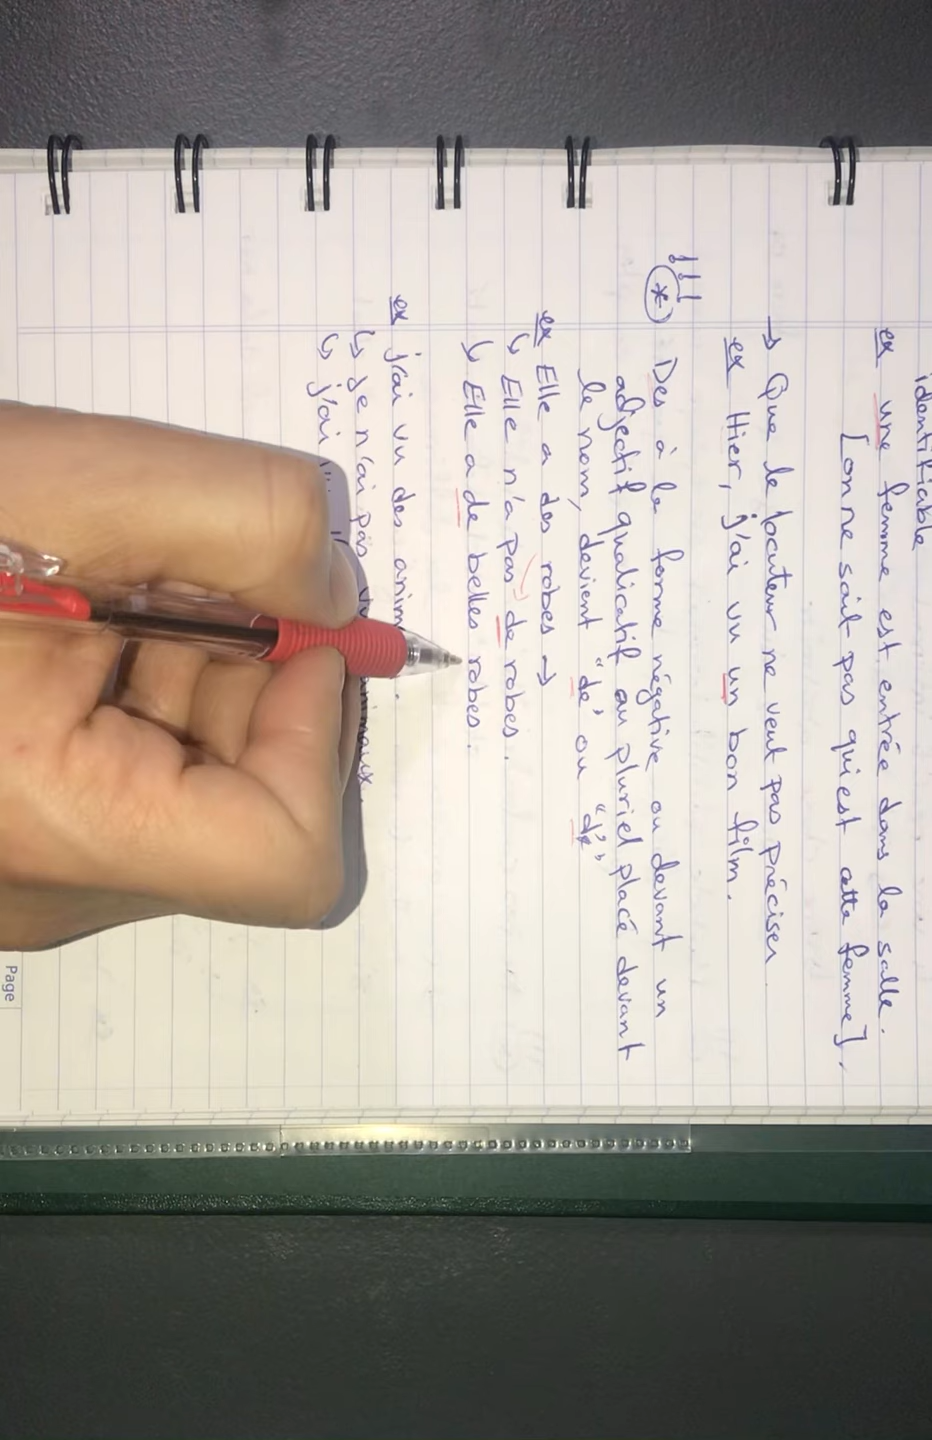 identifiable
ex une femme est entrée dans la salle.
[on ne sait pas qui est cette femme].
→ Que le locuteur ne veut pas préciser
ex Hier, j'ai vu un bon film.
!!!
* Des à la forme négative ou devant un
adjectif qualicatif au pluriel placé devant
le nom, devient "de" ou "d'"
ex Elle a des robes →
↳ Elle n'a pas de robes.
↳ Elle a de belles robes.
ex j'ai vu des
↳ Je n'ai pas animaux.
↳ j'ai
Page